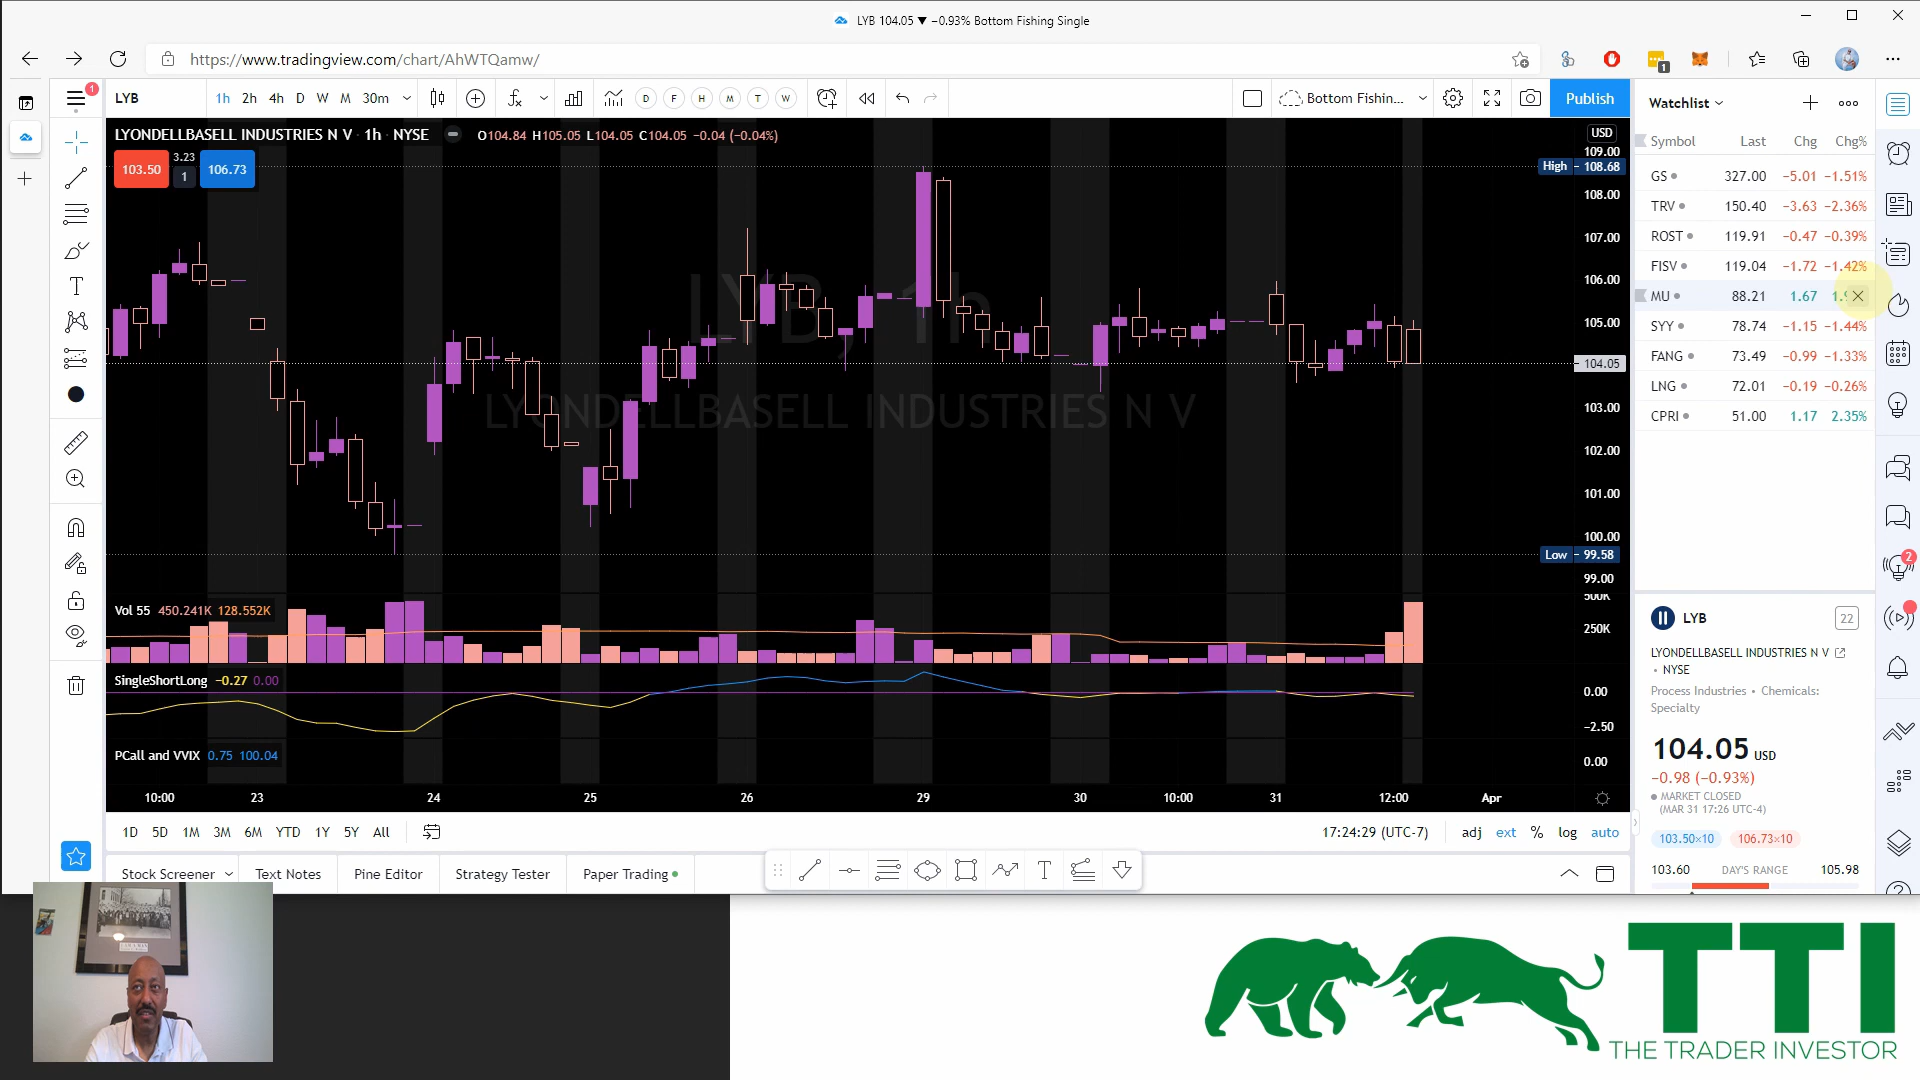 LYB 104.05 ▼ −0.93% Bottom Fishing Single
https://www.tradingview.com/chart/AhWTQamw/
1
1
LYB 1h 2h 4h D W M 30m D F H M T W Bottom Fishin... Publish
LYONDELLBASELL INDUSTRIES N V · 1h · NYSE O104.84 H105.05 L104.05 C104.05 −0.04 (−0.04%)
103.50 3.23 1 106.73
USD
109.00
High 108.68
108.00
107.00
106.00
105.00
104.05
103.00
102.00
101.00
100.00
Low 99.58
99.00
LYB, 1h
LYONDELLBASELL INDUSTRIES N V
Vol 55 450.241K 128.552K
500K
250K
SingleShortLong −0.27 0.00
0.00
−2.50
PCall and VVIX 0.75 100.04
0.00
10:00 23 24 25 26 29 30 10:00 31 12:00 Apr
1D 5D 1M 3M 6M YTD 1Y 5Y All 17:24:29 (UTC-7) adj ext % log auto
Stock Screener Text Notes Pine Editor Strategy Tester Paper Trading
Watchlist
Symbol Last Chg Chg%
GS 327.00 −5.01 −1.51%
TRV 150.40 −3.63 −2.36%
ROST 119.91 −0.47 −0.39%
FISV 119.04 −1.72 −1.42%
MU 88.21 1.67
SYY 78.74 −1.15 −1.44%
FANG 73.49 −0.99 −1.33%
LNG 72.01 −0.19 −0.26%
CPRI 51.00 1.17 2.35%
2
LYB 22
LYONDELLBASELL INDUSTRIES N V
• NYSE
Process Industries • Chemicals:
Specialty
104.05 USD
−0.98 (−0.93%)
MARKET CLOSED
(MAR 31 17:26 UTC-4)
103.50×10 106.73×10
103.60 DAY'S RANGE 105.98
TTI
THE TRADER INVESTOR